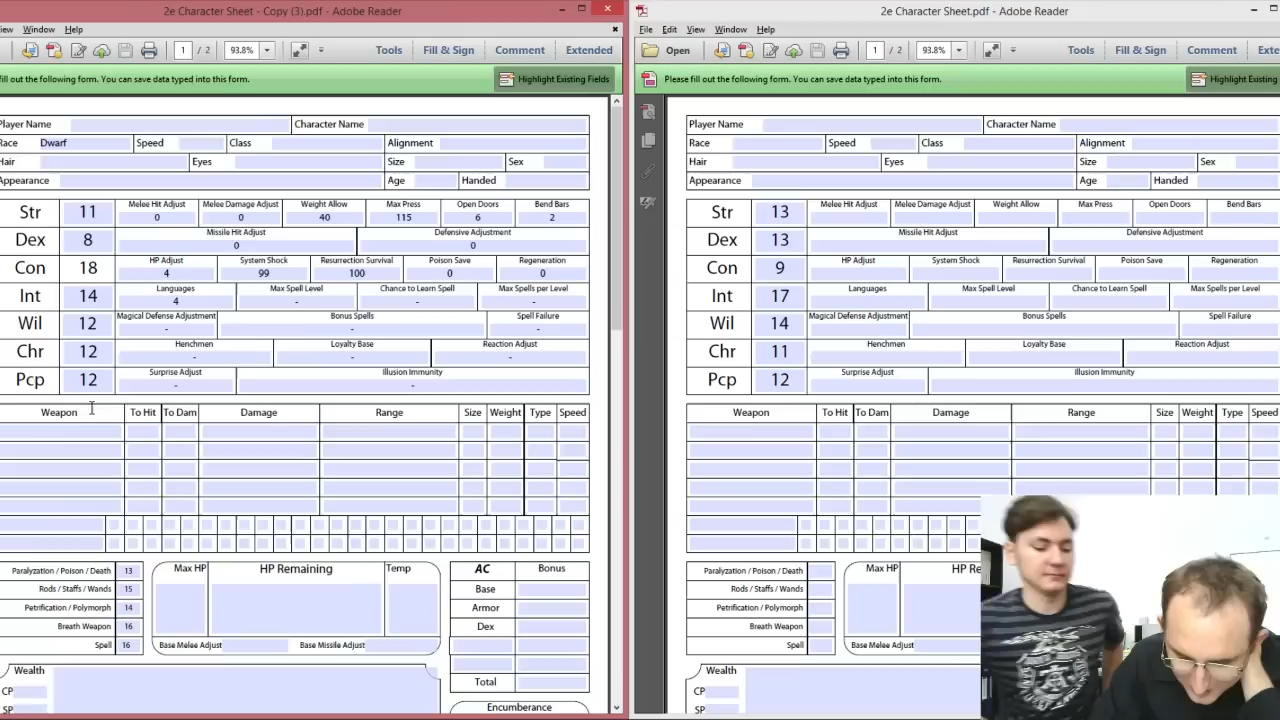 2e Character Sheet - Copy (3).pdf - Adobe Reader
iew Window Help
1 / 2 93.8% Tools Fill & Sign Comment Extended
fill out the following form. You can save data typed into this form. Highlight Existing Fields
Player Name Character Name
Race Dwarf Speed Class Alignment
Hair Eyes Size Sex
Appearance Age Handed
Str 11 Melee Hit Adjust 0 Melee Damage Adjust 0 Weight Allow 40 Max Press 115 Open Doors 6 Bend Bars 2
Dex 8 Missile Hit Adjust 0 Defensive Adjustment 0
Con 18 HP Adjust 4 System Shock 99 Resurrection Survival 100 Poison Save 0 Regeneration 0
Int 14 Languages 4 Max Spell Level - Chance to Learn Spell - Max Spells per Level -
Wil 12 Magical Defense Adjustment - Bonus Spells - Spell Failure -
Chr 12 Henchmen - Loyalty Base - Reaction Adjust -
Pcp 12 Surprise Adjust - Illusion Immunity -
Weapon To Hit To Dam Damage Range Size Weight Type Speed
Paralyzation / Poison / Death 13
Rods / Staffs / Wands 15
Petrification / Polymorph 14
Breath Weapon 16
Spell 16
Max HP HP Remaining Temp
Base Melee Adjust Base Missile Adjust
AC Bonus
Base
Armor
Dex
Total
Wealth
CP
SP
Encumberance
2e Character Sheet.pdf - Adobe Reader
File Edit View Window Help
Open 1 / 2 93.8% Tools Fill & Sign Comment Exte
Please fill out the following form. You can save data typed into this form. Highlight Existing
Player Name Character Name
Race Speed Class Alignment
Hair Eyes Size Sex
Appearance Age Handed
Str 13 Melee Hit Adjust Melee Damage Adjust Weight Allow Max Press Open Doors Bend Bars
Dex 13 Missile Hit Adjust Defensive Adjustment
Con 9 HP Adjust System Shock Resurrection Survival Poison Save Regeneration
Int 17 Languages Max Spell Level Chance to Learn Spell Max Spells per Level
Wil 14 Magical Defense Adjustment Bonus Spells Spell Failure
Chr 11 Henchmen Loyalty Base Reaction Adjust
Pcp 12 Surprise Adjust Illusion Immunity
Weapon To Hit To Dam Damage Range Size Weight Type Speed
Paralyzation / Poison / Death
Rods / Staffs / Wands
Petrification / Polymorph
Breath Weapon
Spell
Max HP HP Re
Base Melee Adjust
Wealth
CP
SP